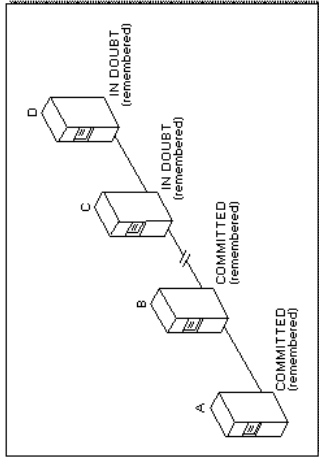 A
COMMITTED
(remembered)
B
COMMITTED
(remembered)
C
IN DOUBT
(remembered)
D
IN DOUBT
(remembered)